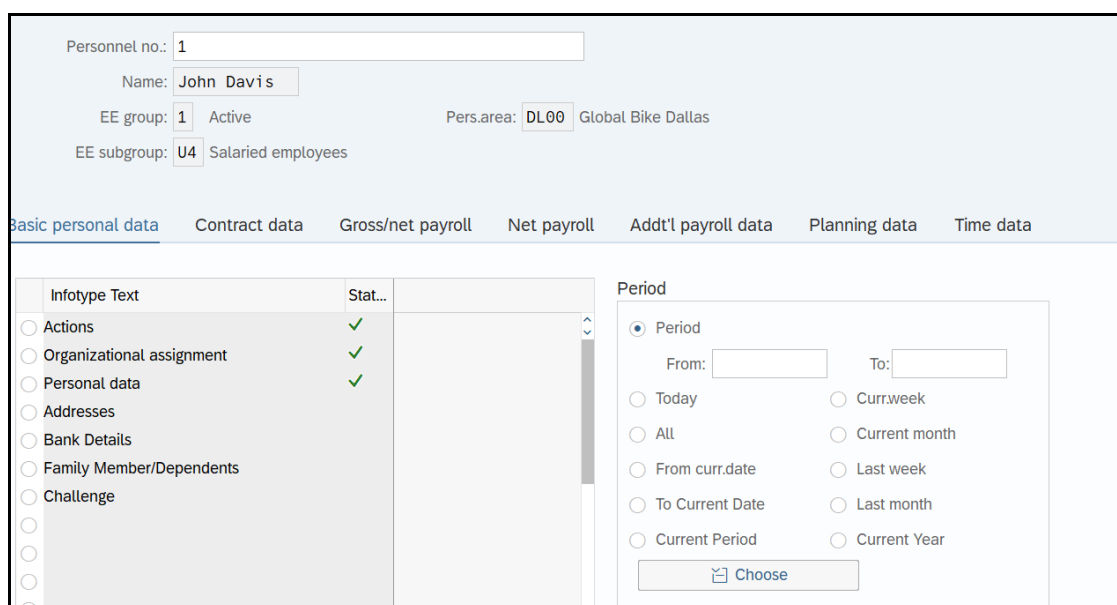 Personnel no.: 1
Name: John Davis
EE group: 1 Active Pers.area: DL00 Global Bike Dallas
EE subgroup: U4 Salaried employees
Basic personal data Contract data Gross/net payroll Net payroll Addt'l payroll data Planning data Time data
Infotype Text Stat...
Actions
Organizational assignment
Personal data
Addresses
Bank Details
Family Member/Dependents
Challenge
Period
Period
From: To:
Today Curr.week
All Current month
From curr.date Last week
To Current Date Last month
Current Period Current Year
Choose